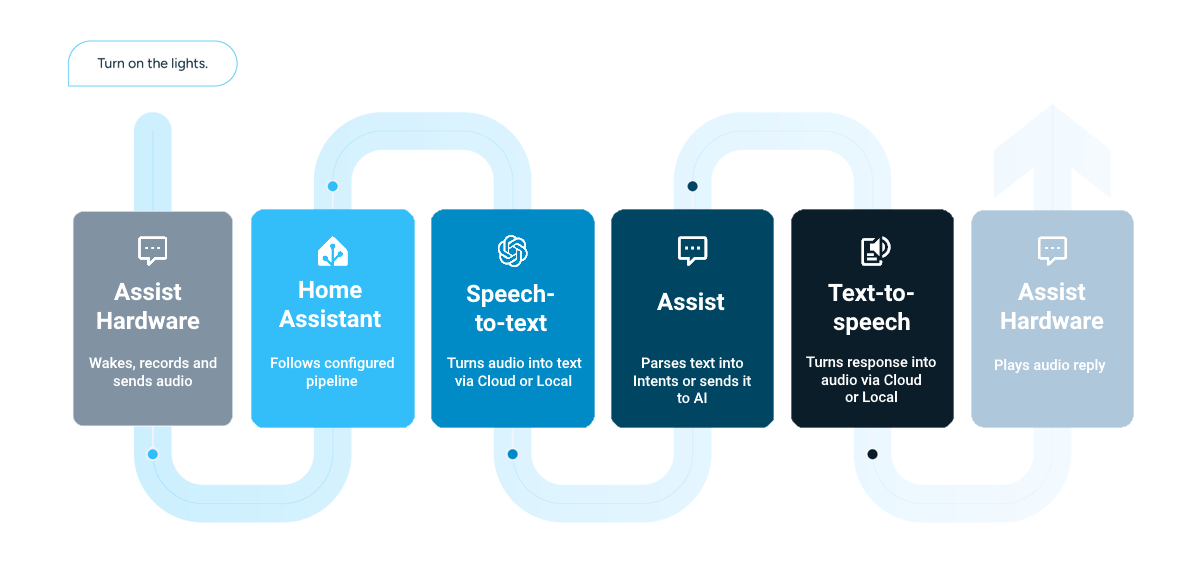 Turn on the lights.
Assist
Hardware
Wakes, records and
sends audio
Home
Assistant
Follows configured
pipeline
Speech-
to-text
Turns audio into text
via Cloud or Local
Assist
Parses text into
Intents or sends it
to AI
Text-to-
speech
Turns response into
audio via Cloud
or Local
Assist
Hardware
Plays audio reply